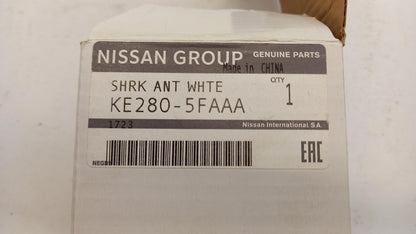 NISSAN GROUP GENUINE PARTS
Made in CHINA
SHRK ANT WHTE QTY
KE280-5FAAA 1
1723 Nissan International S.A.
EAC